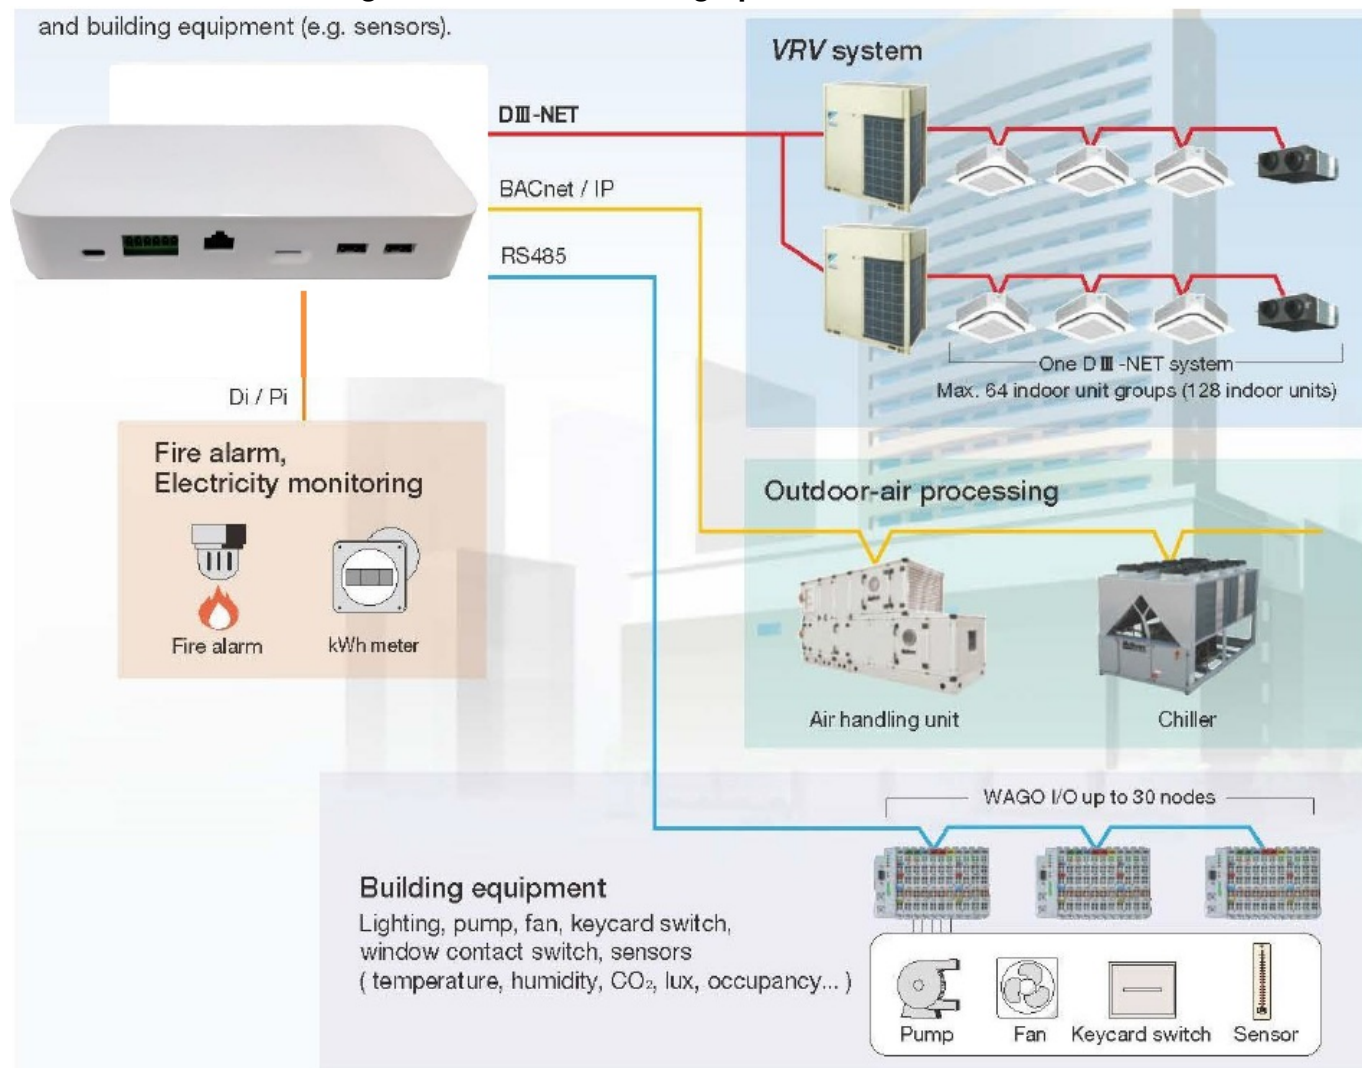 and building equipment (e.g. sensors).
VRV system
DⅢ-NET
BACnet / IP
RS485
One DⅢ-NET system
Max. 64 indoor unit groups (128 indoor units)
Di / Pi
Fire alarm,
Electricity monitoring
Fire alarm
kWh meter
Outdoor-air processing
Air handling unit
Chiller
WAGO I/O up to 30 nodes
Building equipment
Lighting, pump, fan, keycard switch,
window contact switch, sensors
( temperature, humidity, CO₂, lux, occupancy... )
Pump
Fan
Keycard switch
Sensor